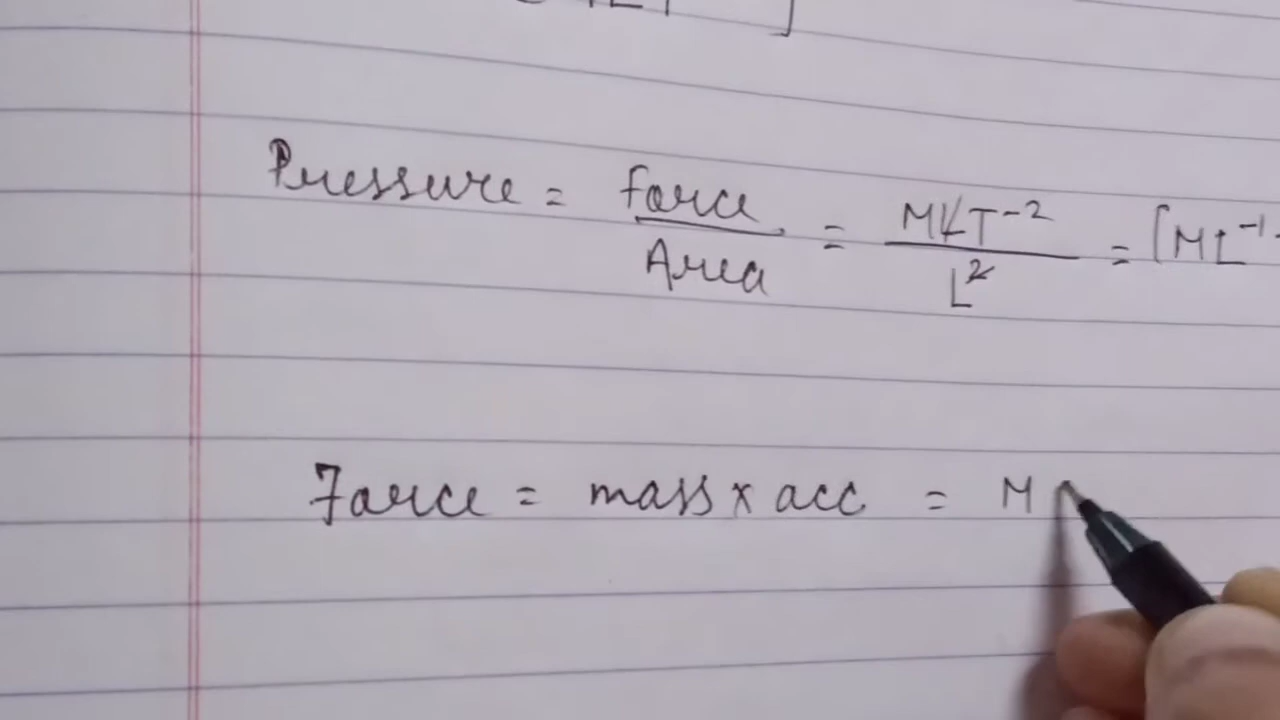 Pressure = force / Area = MLT⁻² / L² = [ML⁻¹
Force = mass x acc = M